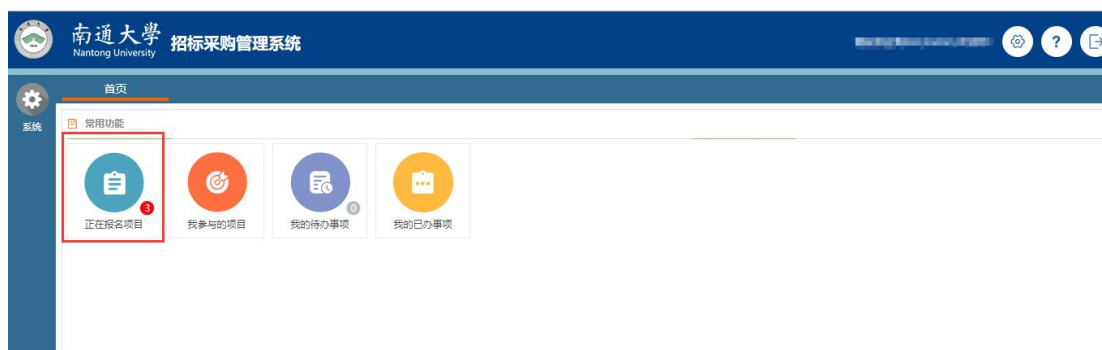 南通大學
Nantong University
招标采购管理系统
?
首页
系统
常用功能
3
0
正在报名项目
我参与的项目
我的待办事项
我的已办事项